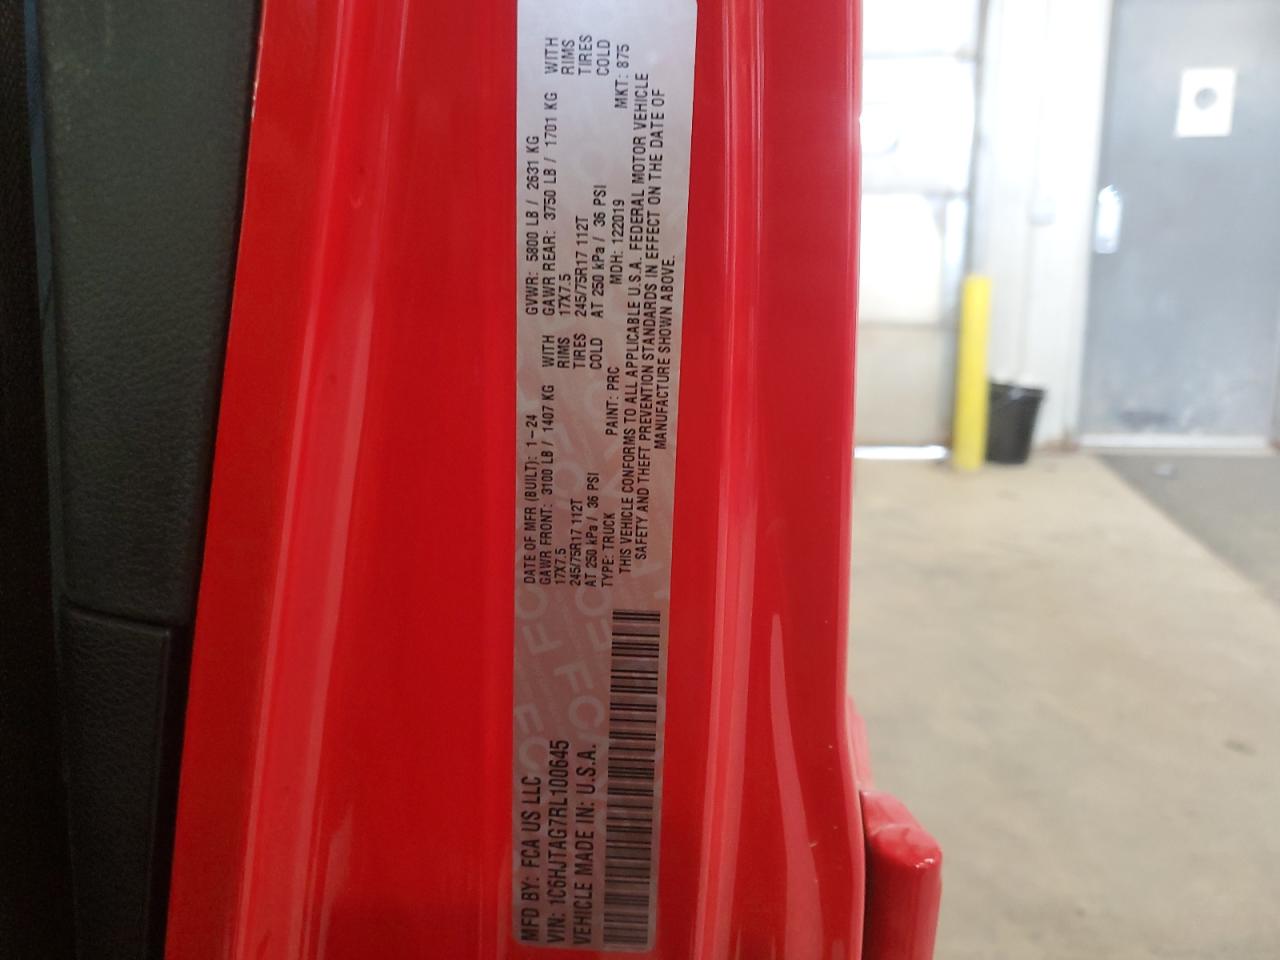 MFD BY: FCA US LLC
VIN: 1C6HJTAG7RL100645
VEHICLE MADE IN: U.S.A.
DATE OF MFR (BUILT): 1-24 GVWR: 5800 LB / 2631 KG
GAWR FRONT: 3100 LB / 1407 KG WITH GAWR REAR: 3750 LB / 1701 KG WITH
17X7.5 RIMS 17X7.5 RIMS
245/75R17 112T TIRES 245/75R17 112T TIRES
AT 250 kPa / 36 PSI COLD AT 250 kPa / 36 PSI COLD
TYPE: TRUCK PAINT: PRC MDH: 122019 MKT: 875
THIS VEHICLE CONFORMS TO ALL APPLICABLE U.S.A. FEDERAL MOTOR VEHICLE
SAFETY AND THEFT PREVENTION STANDARDS IN EFFECT ON THE DATE OF
MANUFACTURE SHOWN ABOVE.